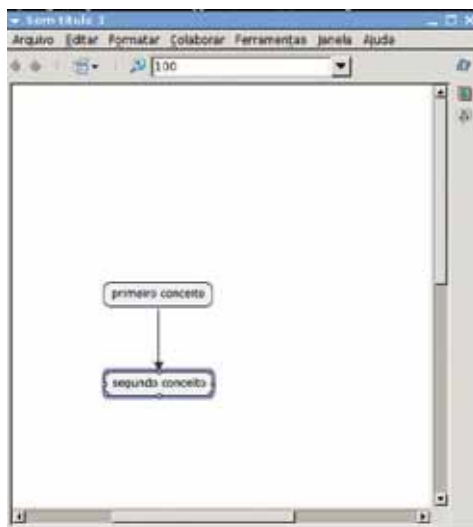 Sem título 1
Arquivo Editar Formatar Colaborar Ferramentas Janela Ajuda
100
primeiro conceito
segundo conceito